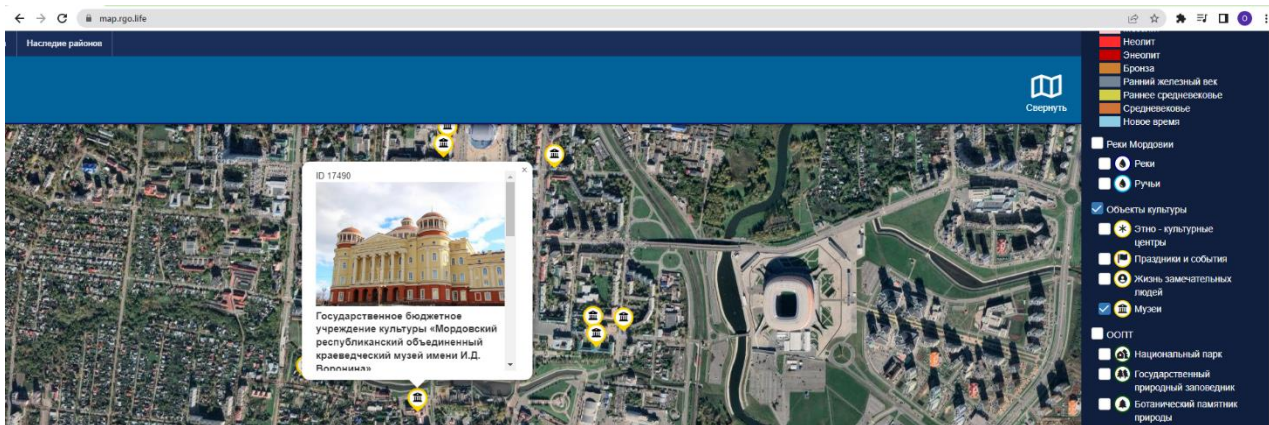 map.rgo.life
Наследие районов
Свернуть
ID 17490
Государственное бюджетное
учреждение культуры «Мордовский
республиканский объединенный
краеведческий музей имени И.Д.
Воронина»
Неолит
Энеолит
Бронза
Ранний железный век
Раннее средневековье
Средневековье
Новое время
Реки Мордовии
Реки
Ручьи
Объекты культуры
Этно - культурные
центры
Праздники и события
Жизнь замечательных
людей
Музеи
ООПТ
Национальный парк
Государственный
природный заповедник
Ботанический памятник
природы